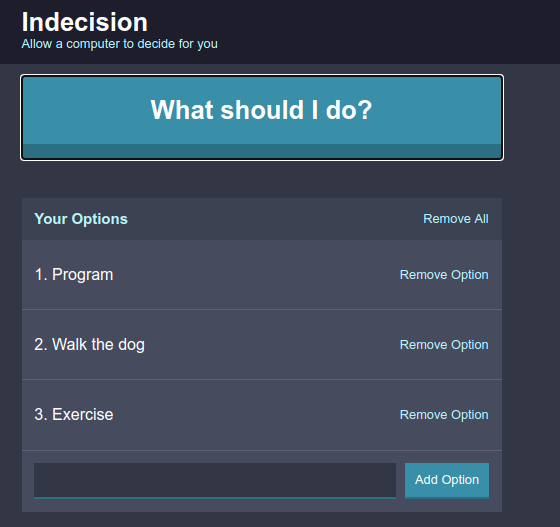 Indecision
Allow a computer to decide for you
What should I do?
Your Options Remove All
1. Program Remove Option
2. Walk the dog Remove Option
3. Exercise Remove Option
Add Option